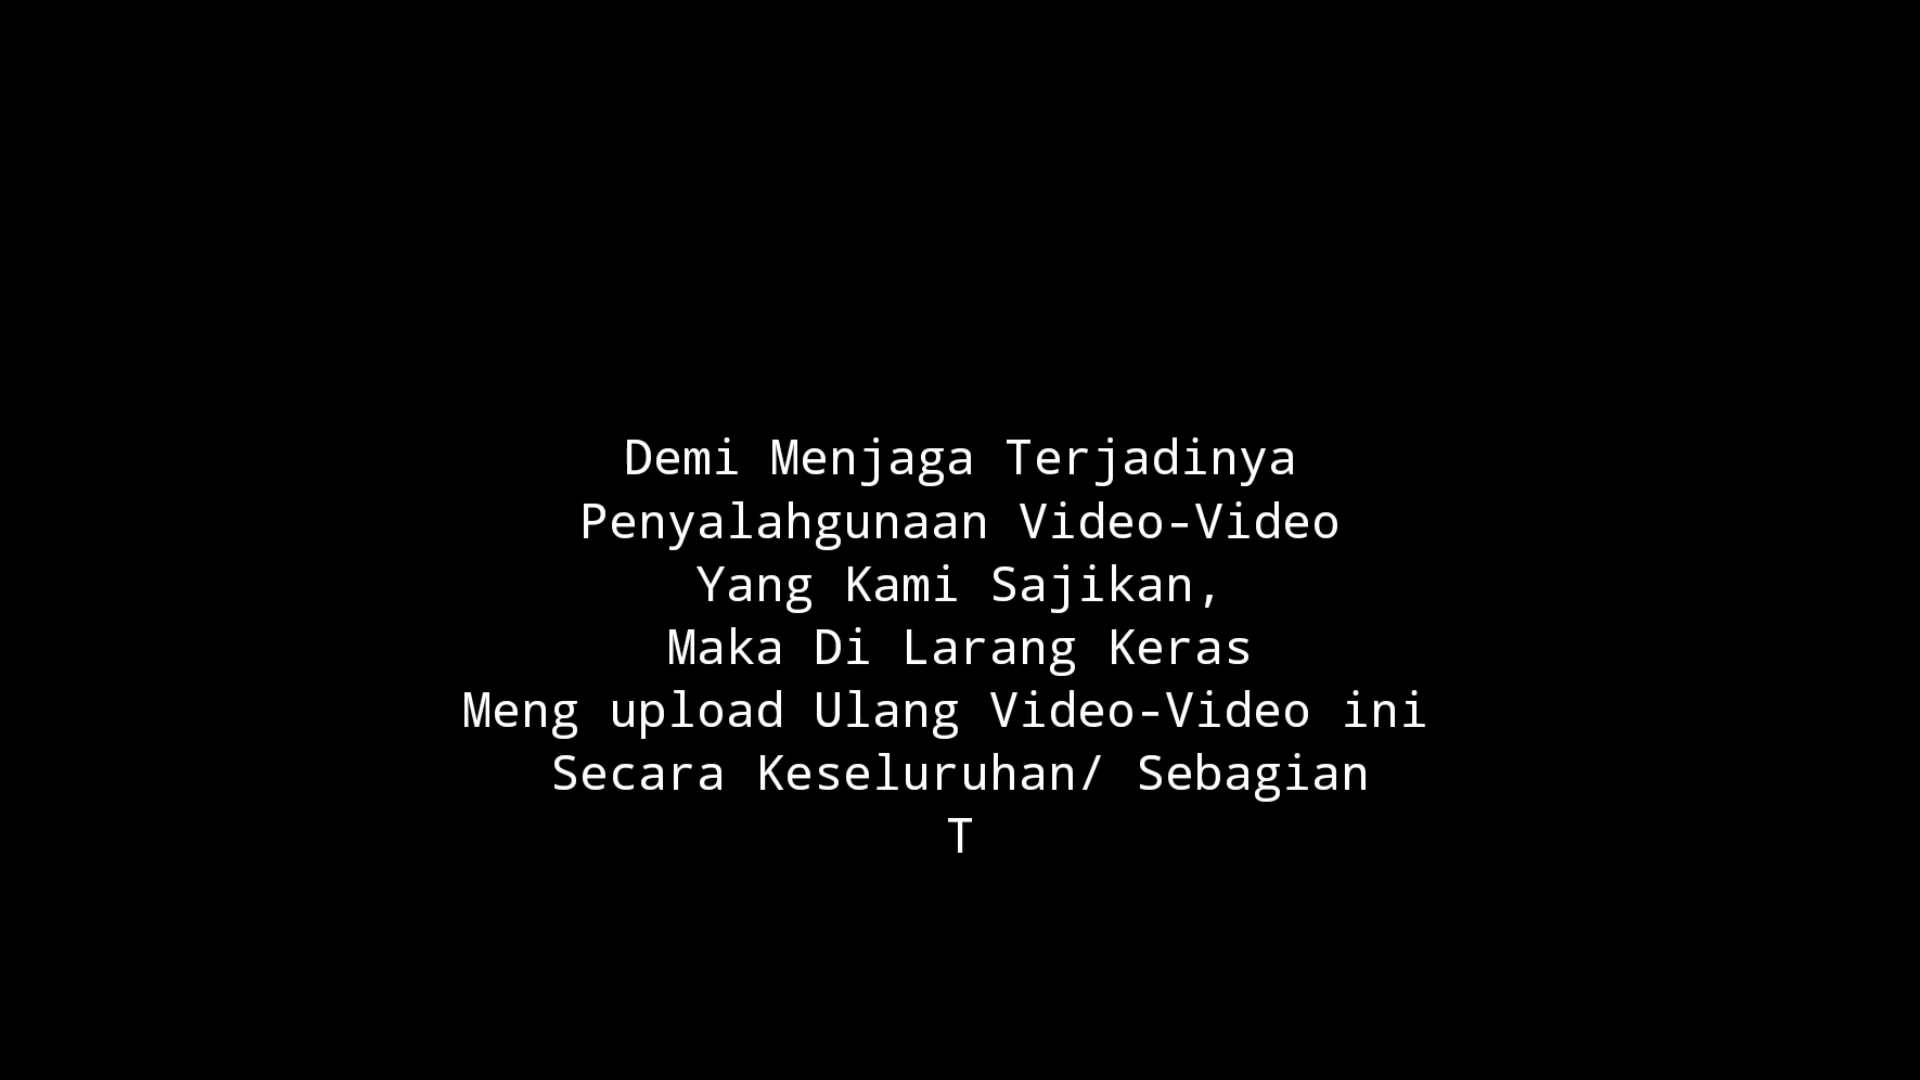 Demi Menjaga Terjadinya
Penyalahgunaan Video-Video
Yang Kami Sajikan,
Maka Di Larang Keras
Meng upload Ulang Video-Video ini
Secara Keseluruhan/ Sebagian
T